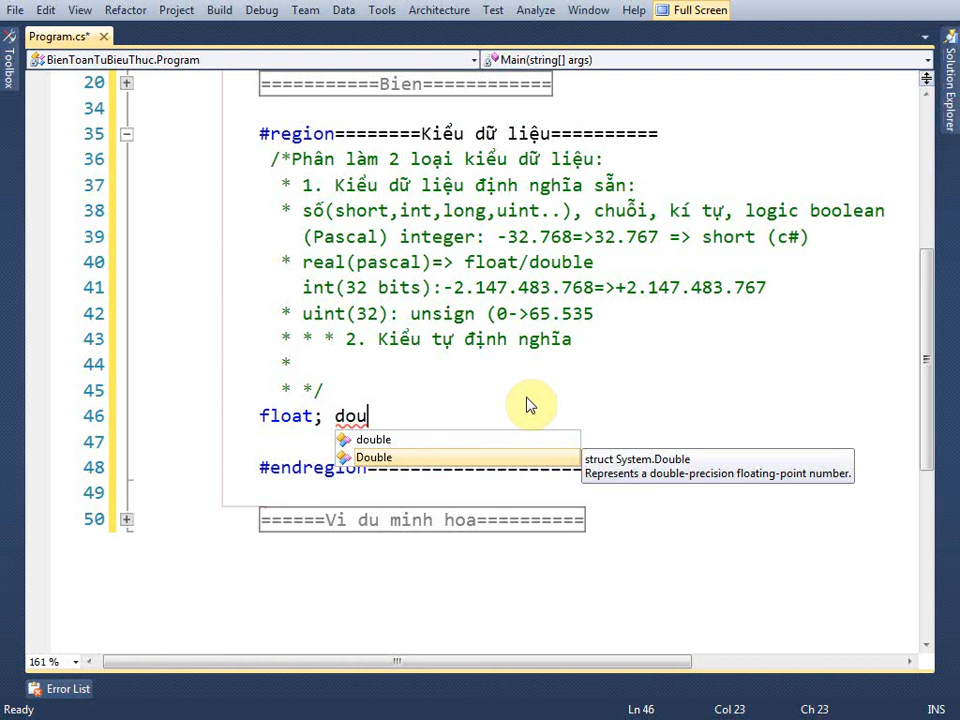 File Edit View Refactor Project Build Debug Team Data Tools Architecture Test Analyze Window Help Full Screen
Program.cs*
Toolbox
BienToanTuBieuThuc.Program Main(string[] args)
Solution Explorer
20 ===========Bien============
34
35 #region========Kiểu dữ liệu==========
36 /*Phân làm 2 loại kiểu dữ liệu:
37 * 1. Kiểu dữ liệu định nghĩa sẵn:
38 * số(short,int,long,uint..), chuỗi, kí tự, logic boolean
39 (Pascal) integer: -32.768=>32.767 => short (c#)
40 * real(pascal)=> float/double
41 int(32 bits):-2.147.483.768=>+2.147.483.767
42 * uint(32): unsign (0->65.535
43 * * * 2. Kiểu tự định nghĩa
44 *
45 * */
46 float; dou
double
47 Double
struct System.Double
Represents a double-precision floating-point number.
48 #endregion====================
49
50 ======Vi du minh hoa==========
161 %
Error List
Ready Ln 46 Col 23 Ch 23 INS